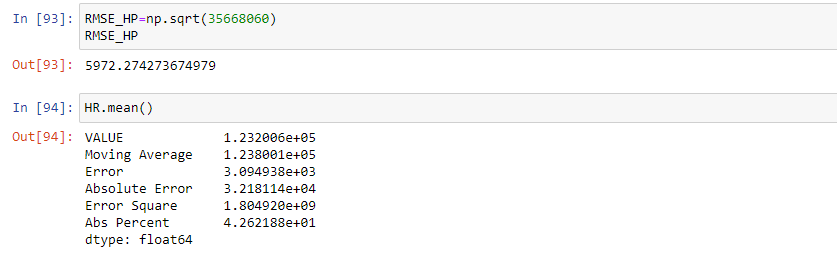 In [93]: RMSE_HP=np.sqrt(35668060)
RMSE_HP
Out[93]: 5972.274273674979
In [94]: HR.mean()
Out[94]: VALUE 1.232006e+05
Moving Average 1.238001e+05
Error 3.094938e+03
Absolute Error 3.218114e+04
Error Square 1.804920e+09
Abs Percent 4.262188e+01
dtype: float64